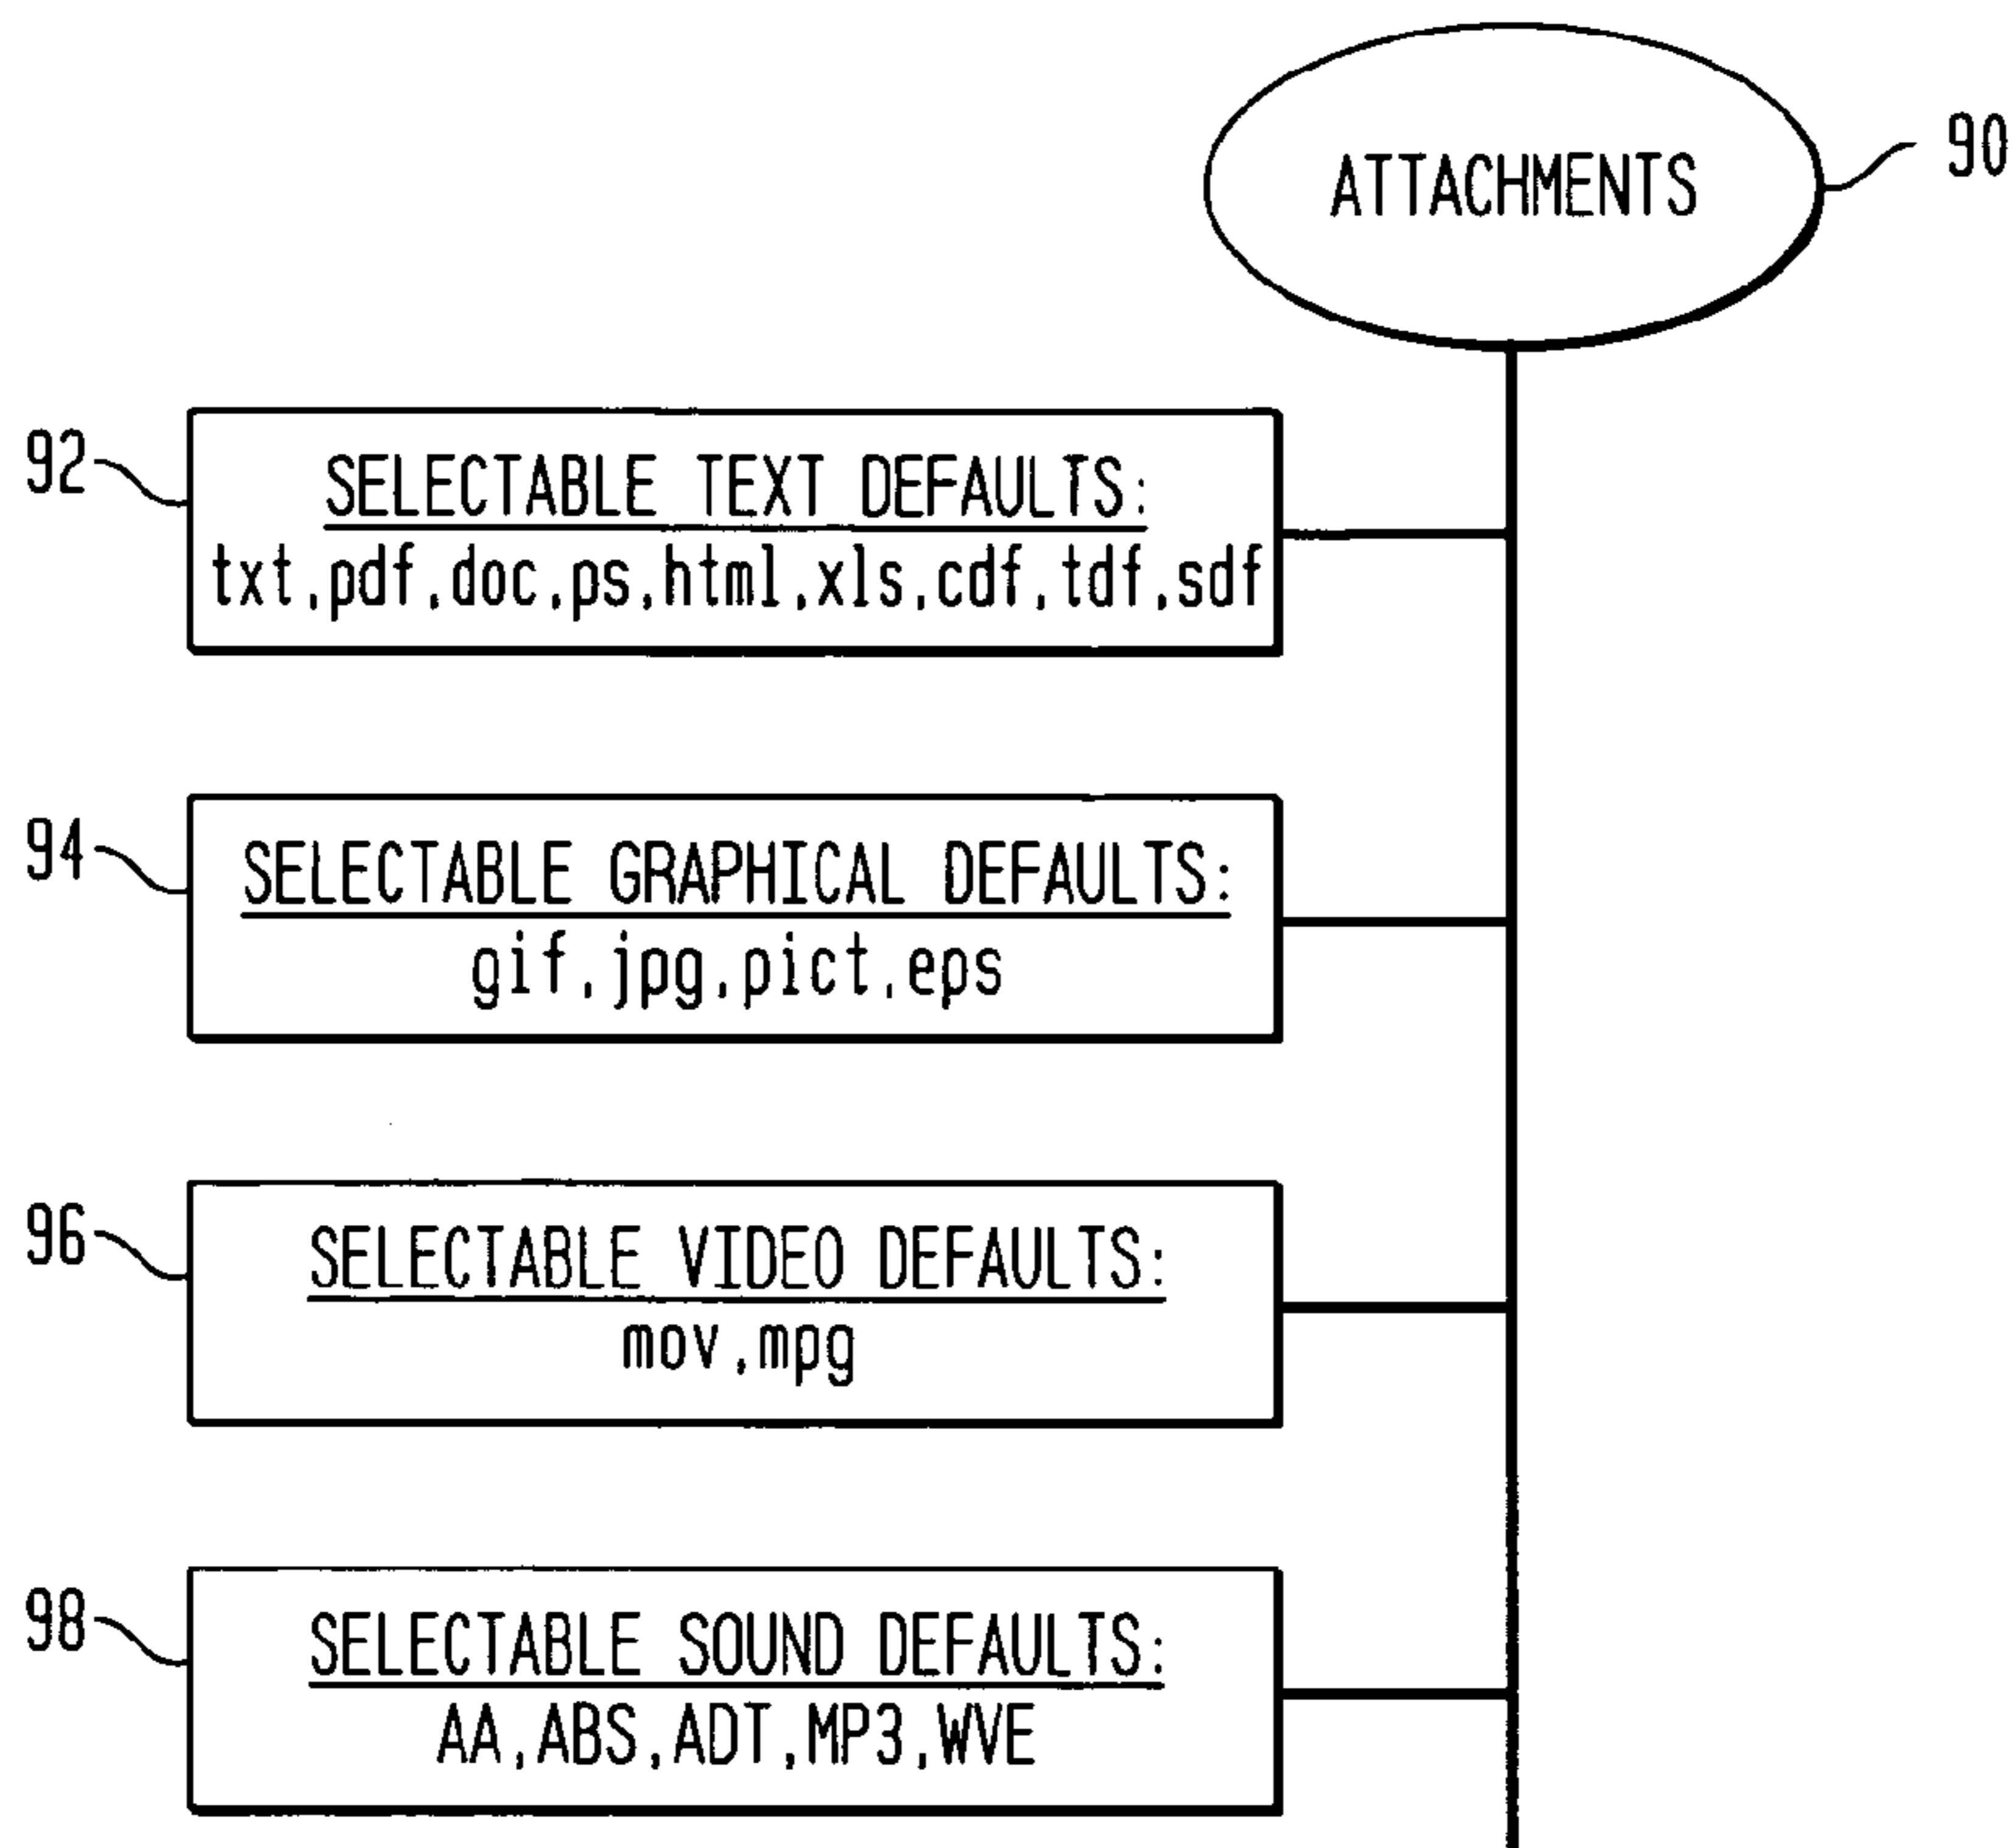 ATTACHMENTS
90
92
SELECTABLE TEXT DEFAULTS:
txt,pdf,doc,ps,html,xls,cdf,tdf,sdf
94
SELECTABLE GRAPHICAL DEFAULTS:
gif,jpg,pict,eps
96
SELECTABLE VIDEO DEFAULTS:
mov,mpg
98
SELECTABLE SOUND DEFAULTS:
AA,ABS,ADT,MP3,WVE